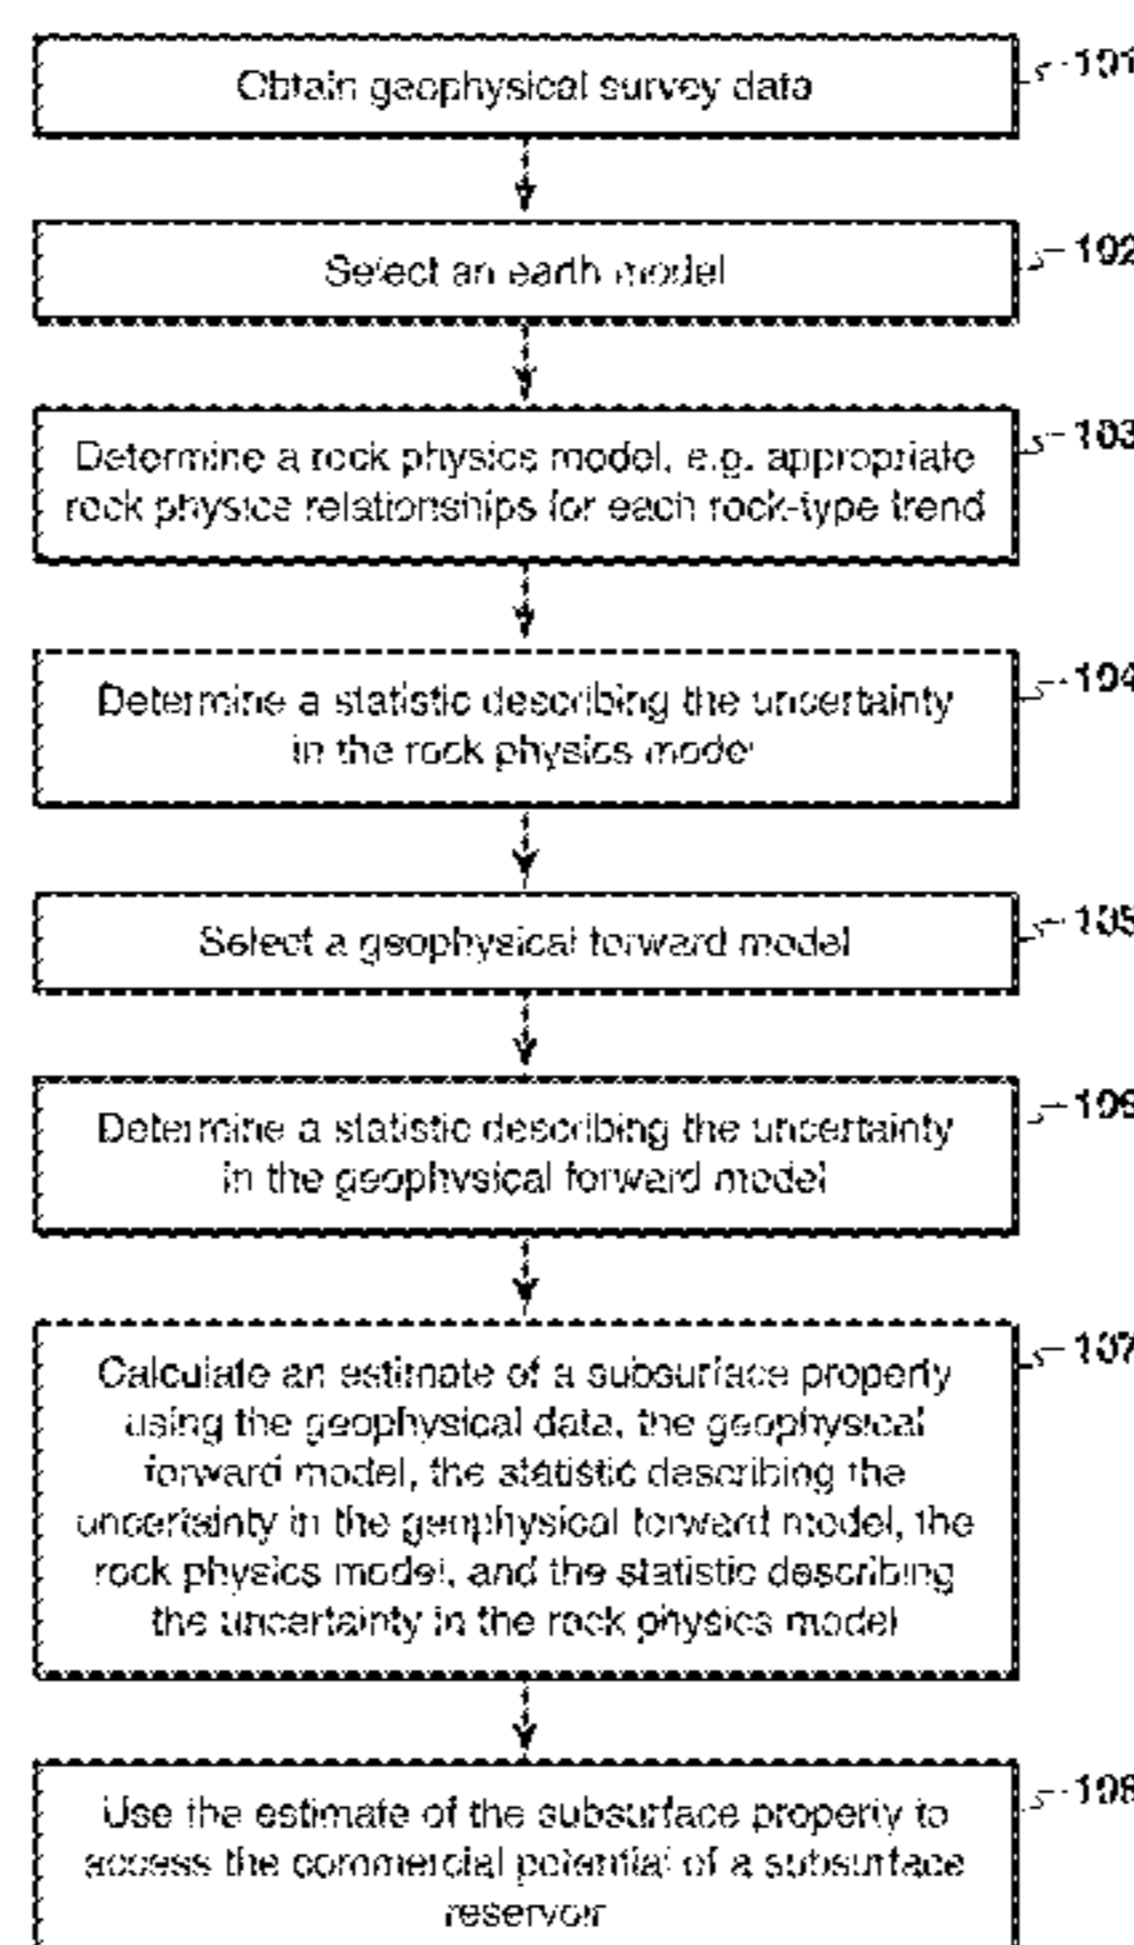 Obtain geophysical survey data
101
Select an earth model
102
Determine a rock physics model, e.g. appropriate
rock physics relationships for each rock-type trend
103
Determine a statistic describing the uncertainty
in the rock physics model
104
Select a geophysical forward model
105
Determine a statistic describing the uncertainty
in the geophysical forward model
106
Calculate an estimate of a subsurface property
using the geophysical data, the geophysical
forward model, the statistic describing the
uncertainty in the geophysical forward model, the
rock physics model, and the statistic describing
the uncertainty in the rock physics model
107
Use the estimate of the subsurface property to
access the commercial potential of a subsurface
reservoir
108